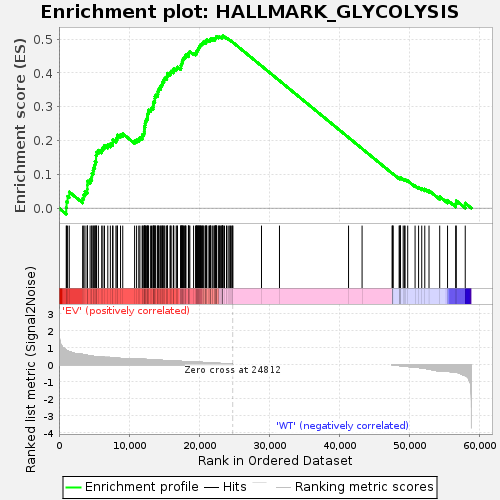 Enrichment plot: HALLMARK_GLYCOLYSIS
Enrichment score (ES)
0.5
0.4
0.3
0.2
0.1
0.0
'EV' (positively correlated)
Ranked list metric (Signal2Noise)
3
2
1
0
-1
-2
-3
-4
Zero cross at 24812
'WT' (negatively correlated)
0
10,000
20,000
30,000
40,000
50,000
60,000
Rank in Ordered Dataset
Enrichment profile
Hits
Ranking metric scores